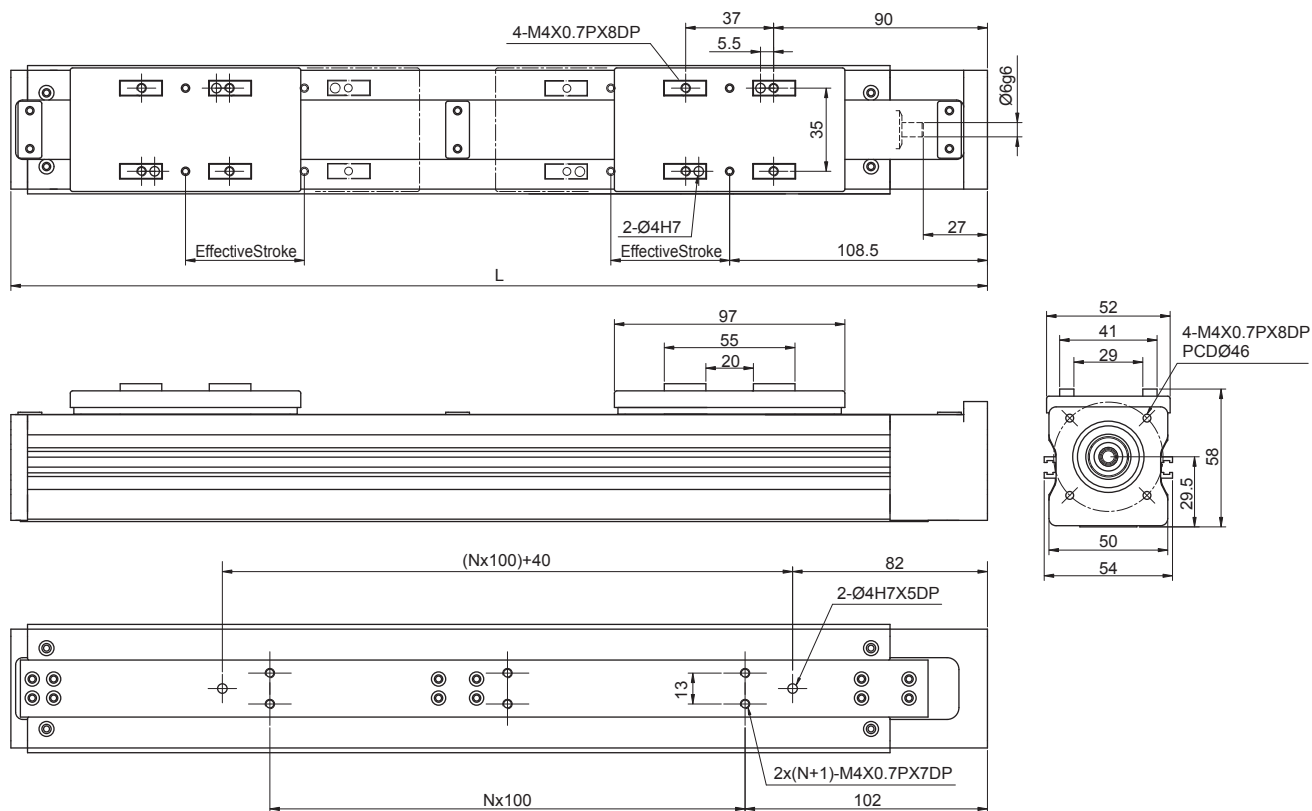 37
90
4-M4X0.7PX8DP
5.5
Ø6g6
35
2-Ø4H7
27
EffectiveStroke
EffectiveStroke
108.5
L
97
55
20
52
41
29
4-M4X0.7PX8DP
PCDØ46
58
29.5
50
54
(Nx100)+40
82
2-Ø4H7X5DP
13
2x(N+1)-M4X0.7PX7DP
Nx100
102